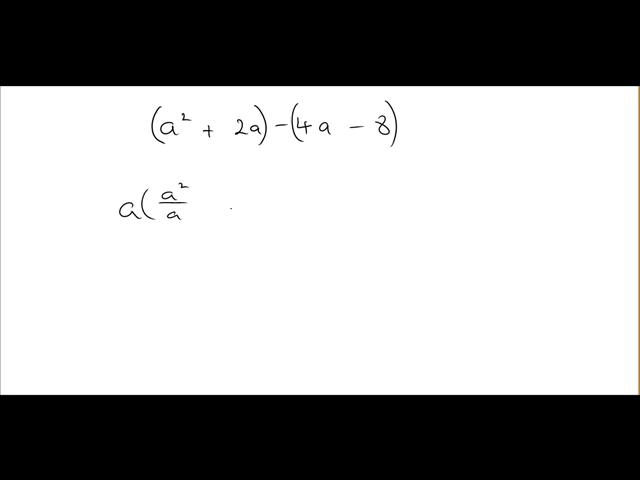 (a² + 2a) - (4a - 8)
a( a²/a